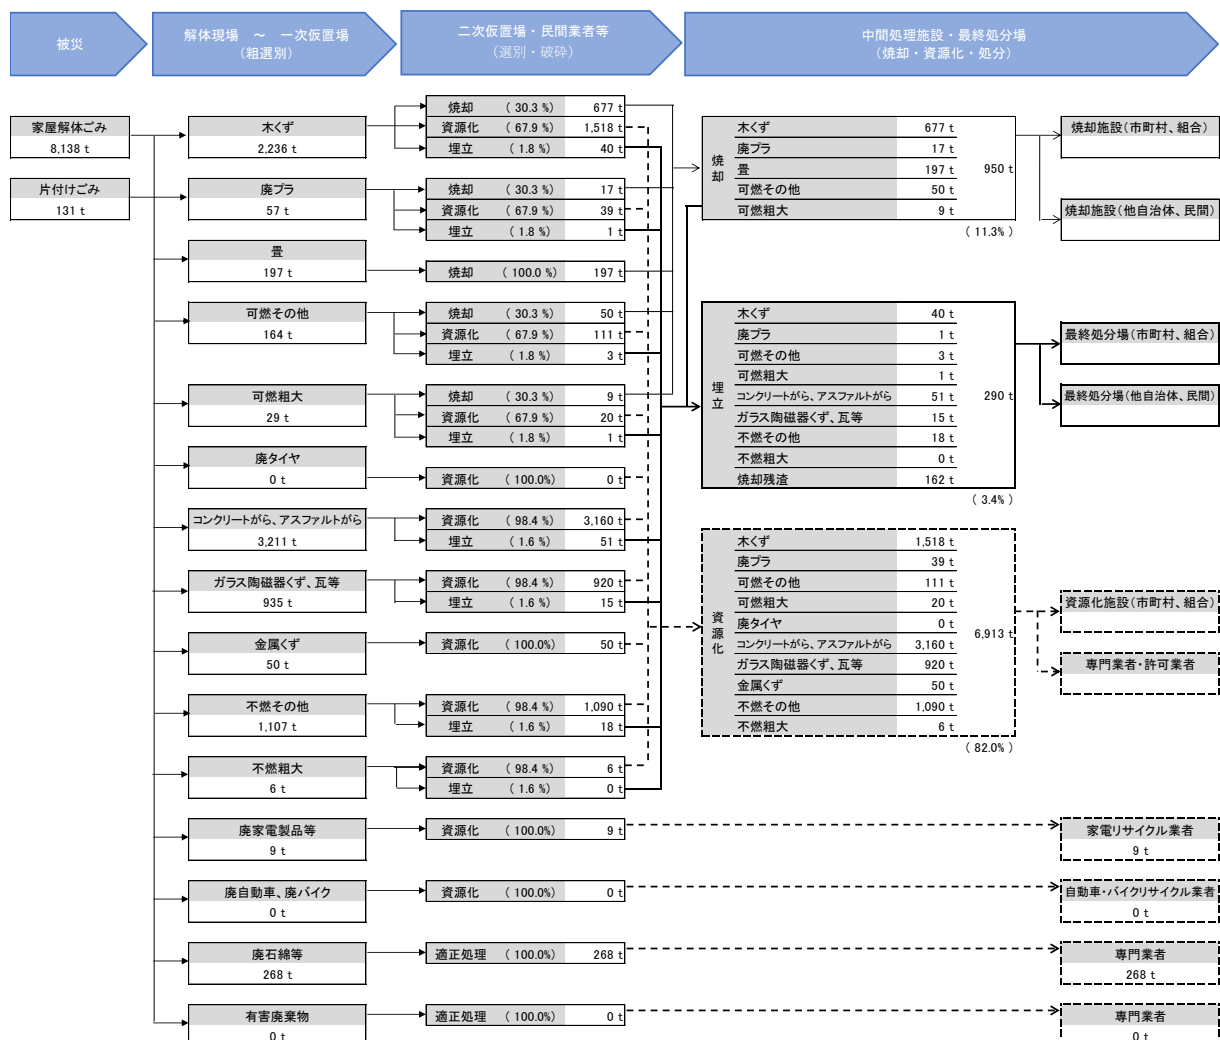 被災
解体現場 ～ 一次仮置場
（粗選別）
二次仮置場・民間業者等
（選別・破砕）
中間処理施設・最終処分場
（焼却・資源化・処分）
家屋解体ごみ
8,138 t
片付けごみ
131 t
木くず
2,236 t
廃プラ
57 t
畳
197 t
可燃その他
164 t
可燃粗大
29 t
廃タイヤ
0 t
コンクリートがら、アスファルトがら
3,211 t
ガラス陶磁器くず、瓦等
935 t
金属くず
50 t
不燃その他
1,107 t
不燃粗大
6 t
廃家電製品等
9 t
廃自動車、廃バイク
0 t
廃石綿等
268 t
有害廃棄物
0 t
焼却 （ 30.3 %） 677 t
資源化 （ 67.9 %） 1,518 t
埋立 （ 1.8 %） 40 t
焼却 （ 30.3 %） 17 t
資源化 （ 67.9 %） 39 t
埋立 （ 1.8 %） 1 t
焼却 （ 100.0 %） 197 t
焼却 （ 30.3 %） 50 t
資源化 （ 67.9 %） 111 t
埋立 （ 1.8 %） 3 t
焼却 （ 30.3 %） 9 t
資源化 （ 67.9 %） 20 t
埋立 （ 1.8 %） 1 t
資源化 （ 100.0%） 0 t
資源化 （ 98.4 %） 3,160 t
埋立 （ 1.6 %） 51 t
資源化 （ 98.4 %） 920 t
埋立 （ 1.6 %） 15 t
資源化 （ 100.0%） 50 t
資源化 （ 98.4 %） 1,090 t
埋立 （ 1.6 %） 18 t
資源化 （ 98.4 %） 6 t
埋立 （ 1.6 %） 0 t
資源化 （ 100.0%） 9 t
資源化 （ 100.0%） 0 t
適正処理 （ 100.0%） 268 t
適正処理 （ 100.0%） 0 t
焼却
木くず 677 t
廃プラ 17 t
畳 197 t
可燃その他 50 t
可燃粗大 9 t
950 t
（ 11.3% ）
埋立
木くず 40 t
廃プラ 1 t
可燃その他 3 t
可燃粗大 1 t
コンクリートがら、アスファルトがら 51 t
ガラス陶磁器くず、瓦等 15 t
不燃その他 18 t
不燃粗大 0 t
焼却残渣 162 t
290 t
（ 3.4% ）
資源化
木くず 1,518 t
廃プラ 39 t
可燃その他 111 t
可燃粗大 20 t
廃タイヤ 0 t
コンクリートがら、アスファルトがら 3,160 t
ガラス陶磁器くず、瓦等 920 t
金属くず 50 t
不燃その他 1,090 t
不燃粗大 6 t
6,913 t
（ 82.0% ）
焼却施設（市町村、組合）
焼却施設（他自治体、民間）
最終処分場（市町村、組合）
最終処分場（他自治体、民間）
資源化施設（市町村、組合）
専門業者・許可業者
家電リサイクル業者
9 t
自動車・バイクリサイクル業者
0 t
専門業者
268 t
専門業者
0 t